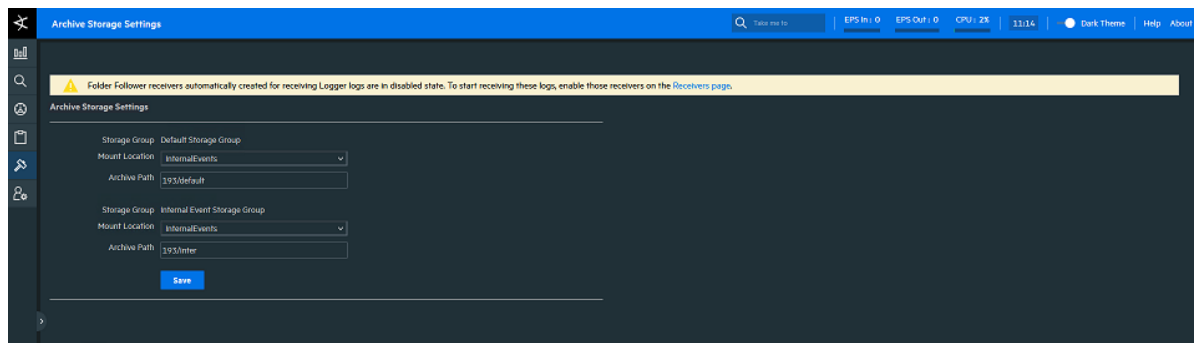 Archive Storage Settings
Take me to
EPS In : 0
EPS Out : 0
CPU : 2%
11:14
Dark Theme
Help
About
Folder Follower receivers automatically created for receiving Logger logs are in disabled state. To start receiving these logs, enable those receivers on the Receivers page.
Archive Storage Settings
Storage Group Default Storage Group
Mount Location InternalEvents
Archive Path 193/default
Storage Group Internal Event Storage Group
Mount Location InternalEvents
Archive Path 193/inter
Save